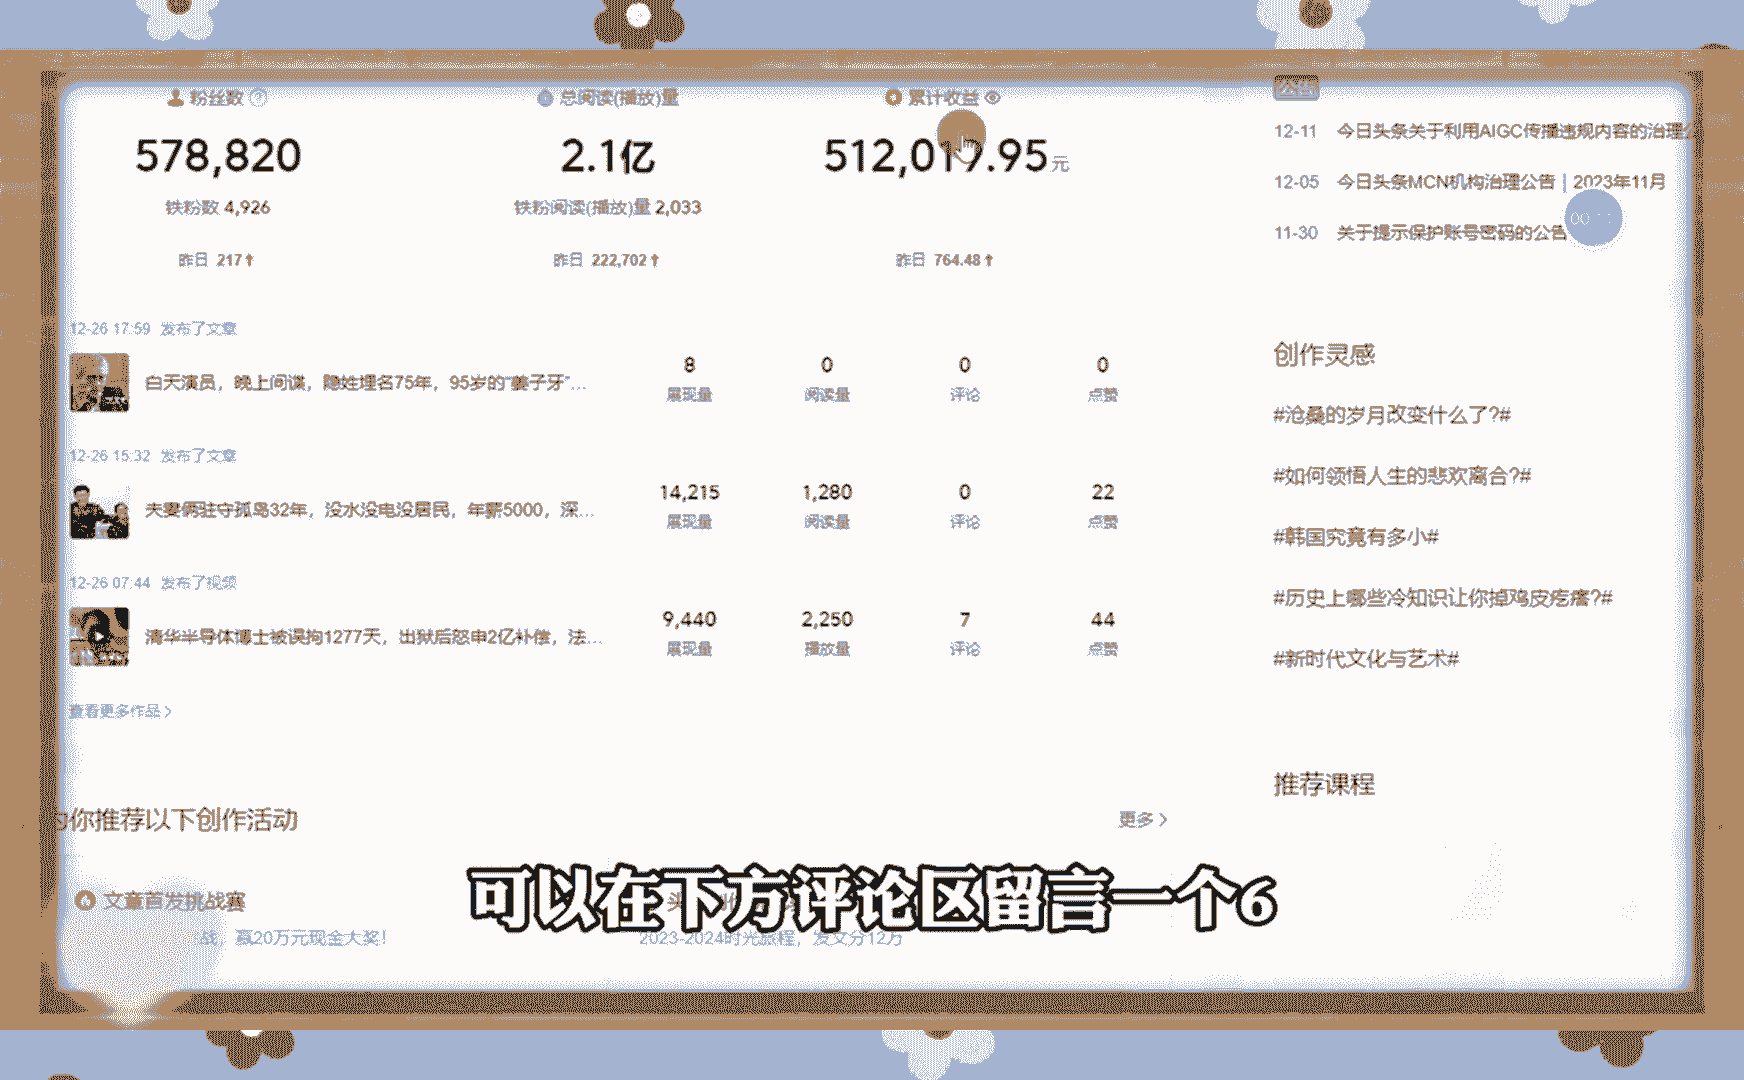 粉丝数
578,820
铁粉数 4,926
昨日 217
总阅读(播放)量
2.1亿
铁粉阅读(播放)量 2,033
昨日 222,702
累计收益
512,019.95元
昨日 764.48
公告
12-11 今日头条关于利用AIGC传播违规内容的治理公
12-05 今日头条MCN机构治理公告 | 2023年11月
11-30 关于提示保护账号密码的公告
12-26 17:59 发布了文章
白天演员，晚上间谍，隐姓埋名75年，95岁的“姜子牙”...
8 0 0 0
展现量 阅读量 评论 点赞
12-26 15:32 发布了文章
夫妻俩驻守孤岛32年，没水没电没居民，年薪5000，深...
14,215 1,280 0 22
展现量 阅读量 评论 点赞
12-26 07:44 发布了视频
清华半导体博士被误拘1277天，出狱后怒申2亿补偿，法...
9,440 2,250 7 44
展现量 播放量 评论 点赞
查看更多作品
创作灵感
#沧桑的岁月改变什么了?#
#如何领悟人生的悲欢离合?#
#韩国究竟有多小#
#历史上哪些冷知识让你掉鸡皮疙瘩?#
#新时代文化与艺术#
推荐课程
为你推荐以下创作活动
更多
文章首发挑战赛
战，赢20万元现金大奖！
2023-2024时光旅程，发文分12万
可以在下方评论区留言一个6